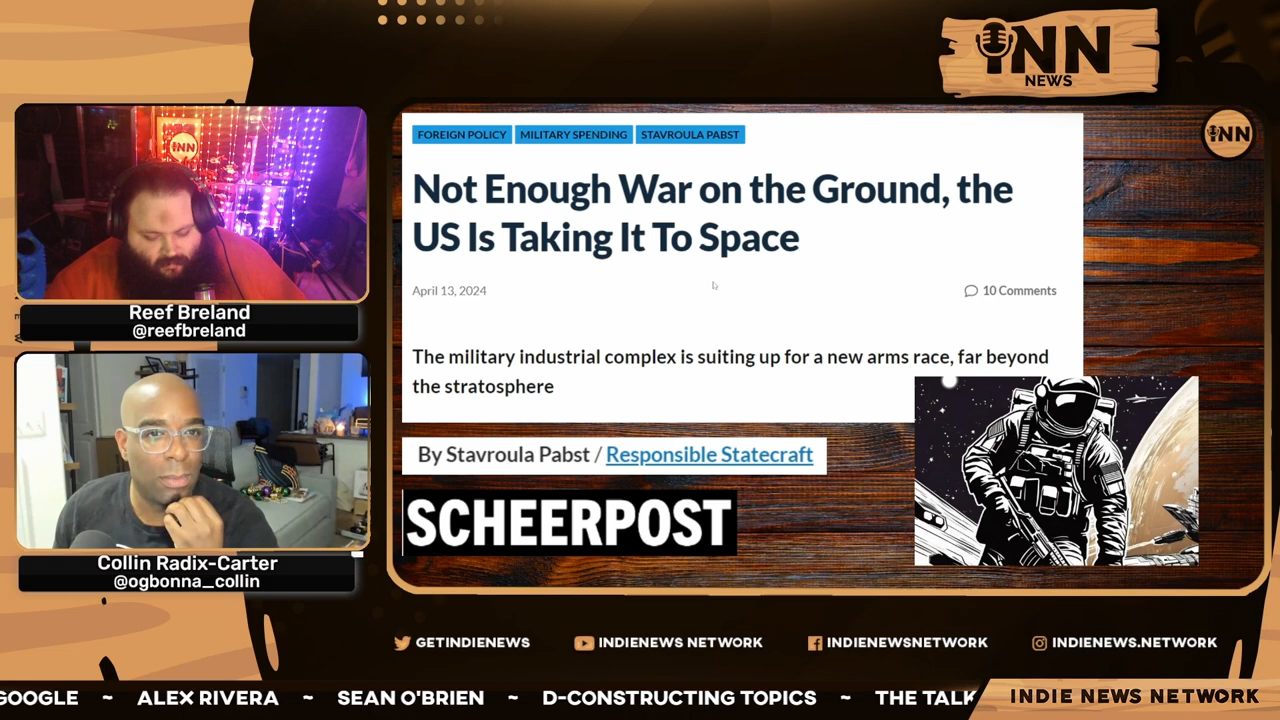 iNN
NEWS
FOREIGN POLICY
MILITARY SPENDING
STAVROULA PABST
iNN
iNN
Not Enough War on the Ground, the
US Is Taking It To Space
April 13, 2024
10 Comments
The military industrial complex is suiting up for a new arms race, far beyond
the stratosphere
By Stavroula Pabst / Responsible Statecraft
SCHEERPOST
Reef Breland
@reefbreland
Collin Radix-Carter
@ogbonna_collin
GETINDIENEWS
INDIENEWS NETWORK
INDIENEWSNETWORK
INDIENEWS.NETWORK
GOOGLE ~ ALEX RIVERA ~ SEAN O'BRIEN ~ D-CONSTRUCTING TOPICS ~ THE TALK
INDIE NEWS NETWORK